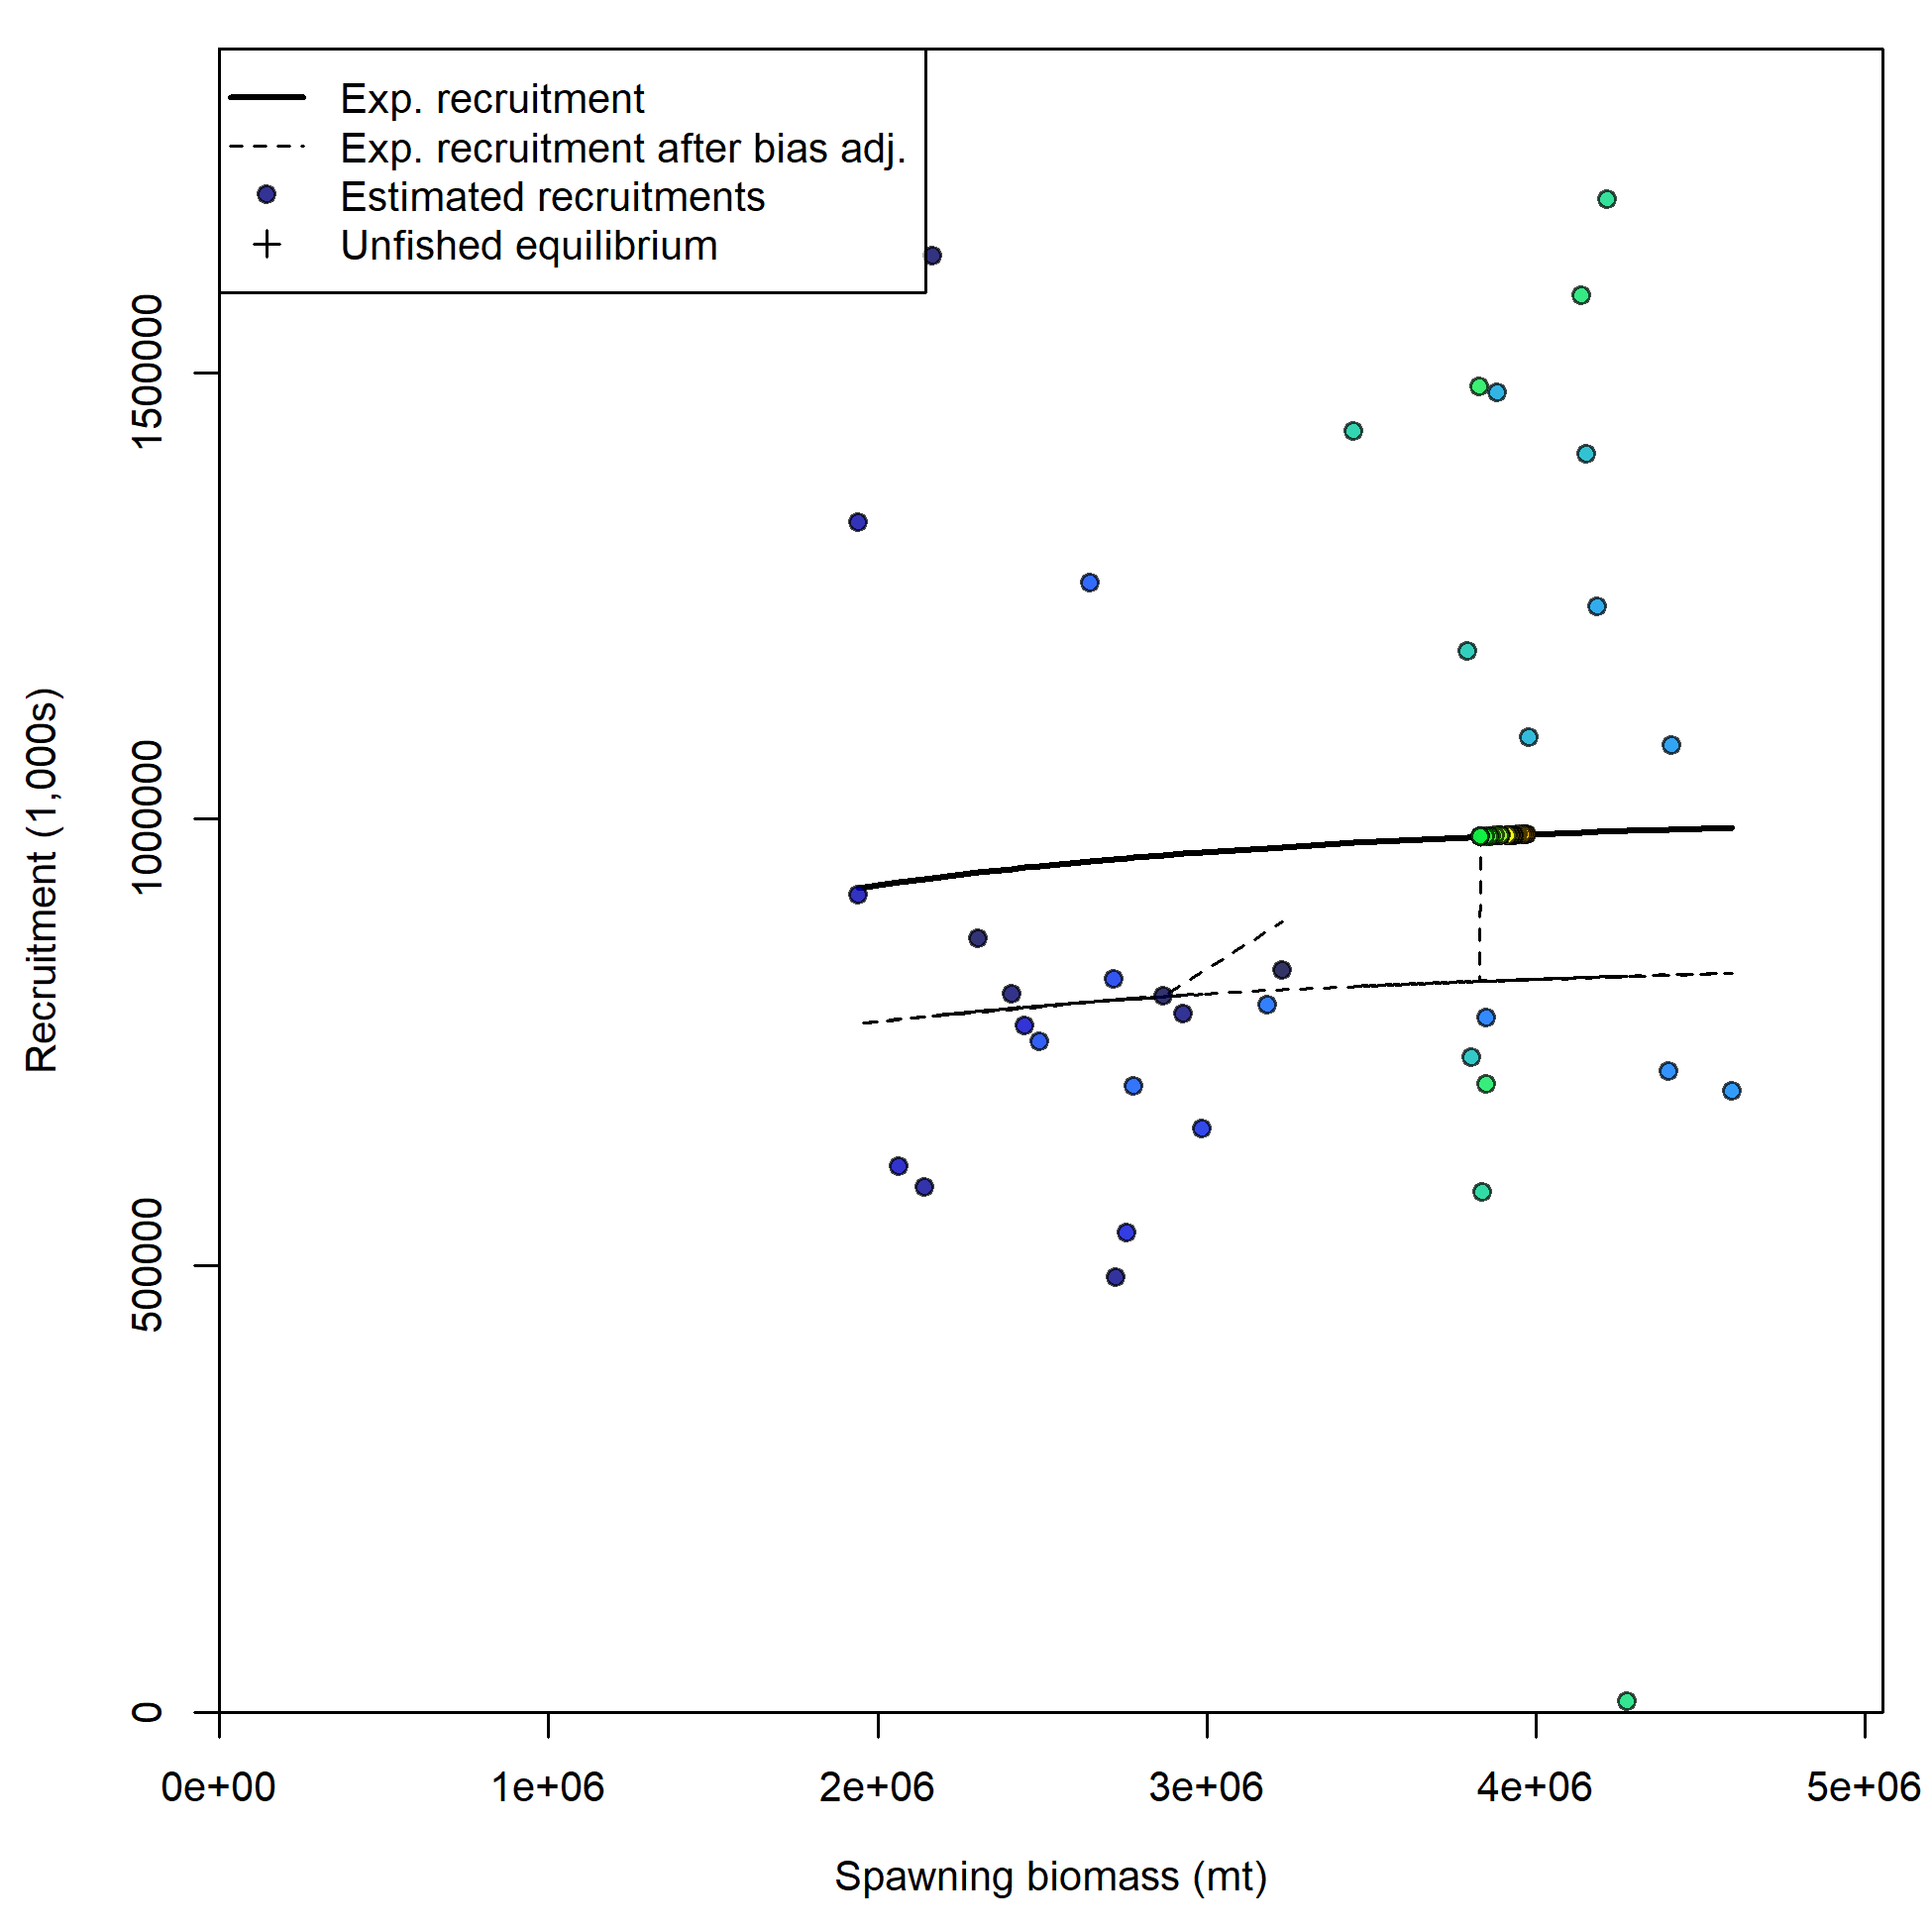 Exp. recruitment
Exp. recruitment after bias adj.
Estimated recruitments
Unfished equilibrium
Recruitment (1,000s)
1500000
1000000
500000
0
0e+00 1e+06 2e+06 3e+06 4e+06 5e+06
Spawning biomass (mt)